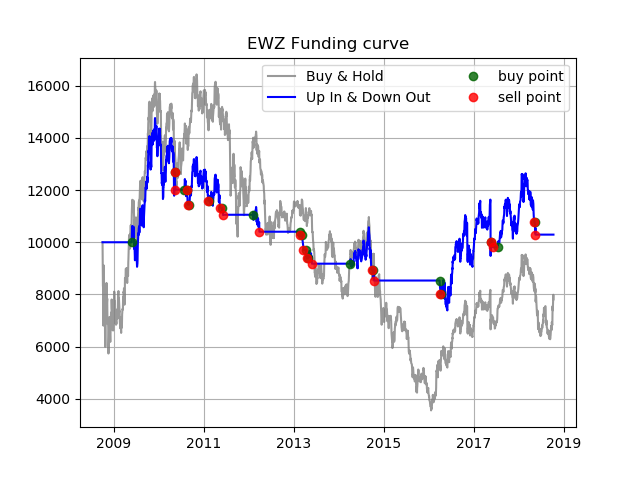 EWZ Funding curve
Buy & Hold
Up In & Down Out
buy point
sell point
16000
14000
12000
10000
8000
6000
4000
2009 2011 2013 2015 2017 2019